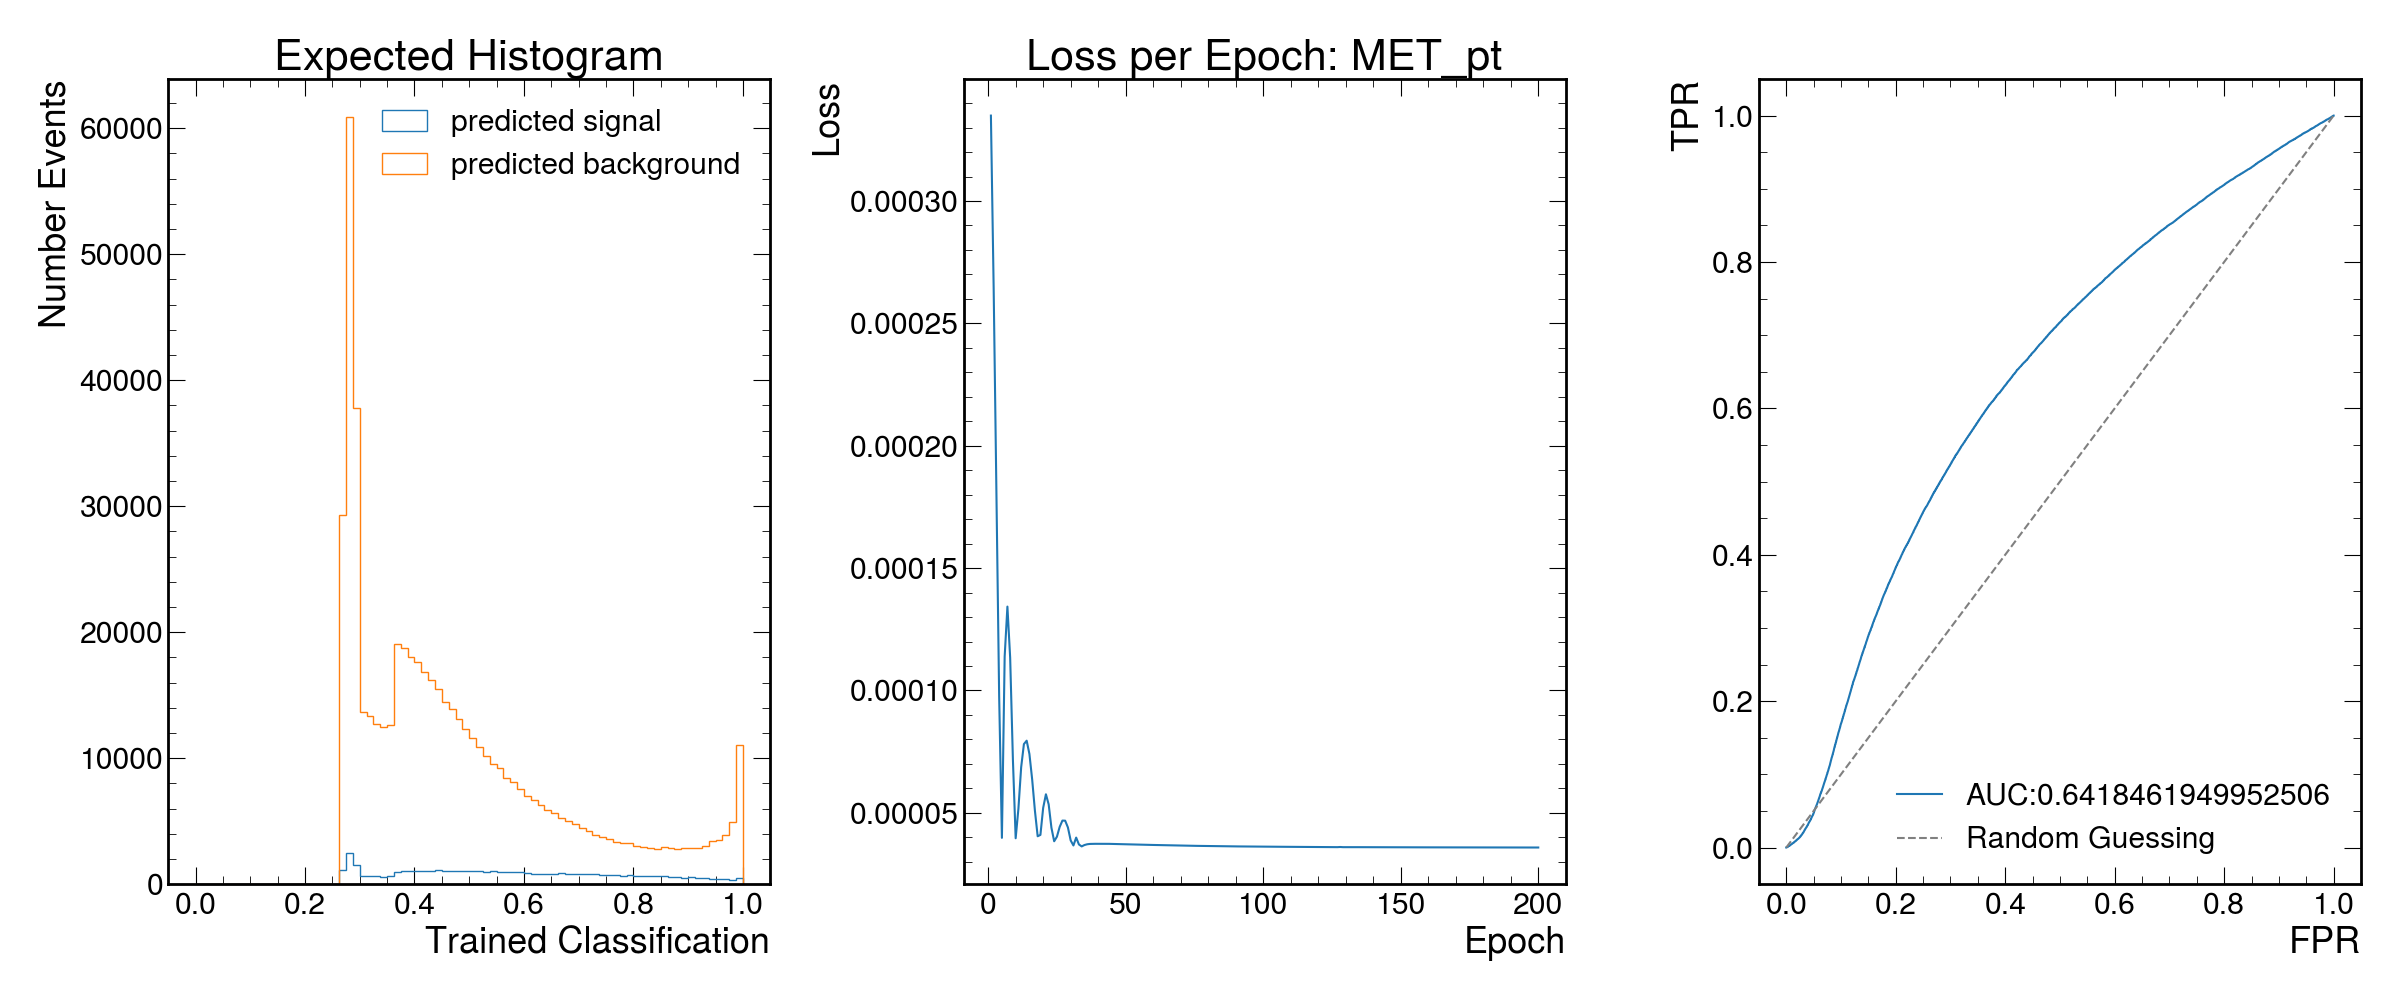 Expected Histogram
Number Events
60000
50000
40000
30000
20000
10000
0
predicted signal
predicted background
0.0 0.2 0.4 0.6 0.8 1.0
Trained Classification
Loss per Epoch: MET_pt
Loss
0.00030
0.00025
0.00020
0.00015
0.00010
0.00005
0 50 100 150 200
Epoch
TPR
1.0
0.8
0.6
0.4
0.2
0.0
AUC:0.6418461949952506
Random Guessing
0.0 0.2 0.4 0.6 0.8 1.0
FPR